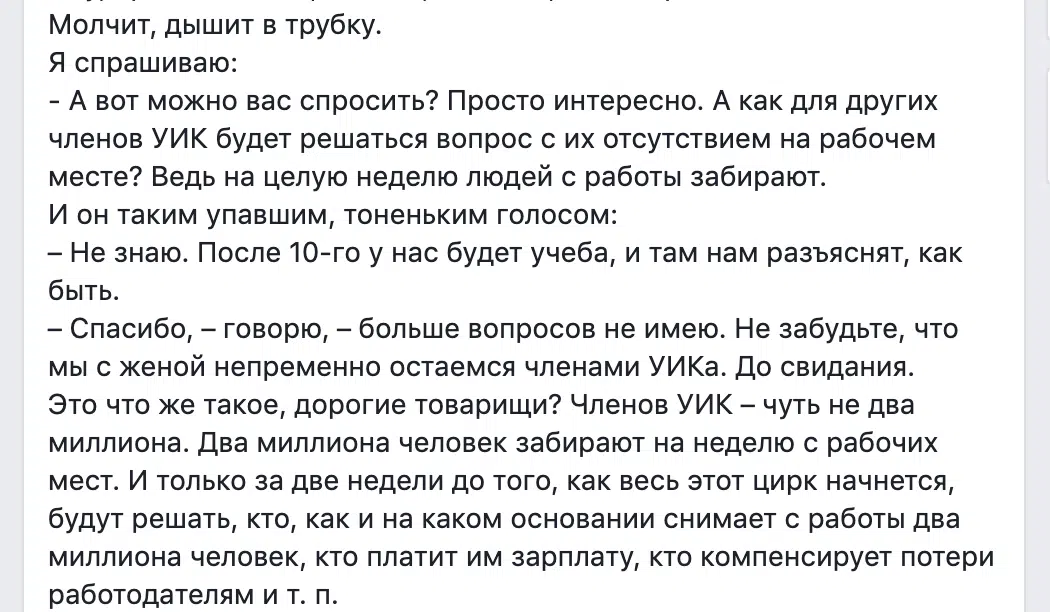 Молчит, дышит в трубку.
Я спрашиваю:
- А вот можно вас спросить? Просто интересно. А как для других
членов УИК будет решаться вопрос с их отсутствием на рабочем
месте? Ведь на целую неделю людей с работы забирают.
И он таким упавшим, тоненьким голосом:
– Не знаю. После 10-го у нас будет учеба, и там нам разъяснят, как
быть.
– Спасибо, – говорю, – больше вопросов не имею. Не забудьте, что
мы с женой непременно остаемся членами УИКа. До свидания.
Это что же такое, дорогие товарищи? Членов УИК – чуть не два
миллиона. Два миллиона человек забирают на неделю с рабочих
мест. И только за две недели до того, как весь этот цирк начнется,
будут решать, кто, как и на каком основании снимает с работы два
миллиона человек, кто платит им зарплату, кто компенсирует потери
работодателям и т. п.